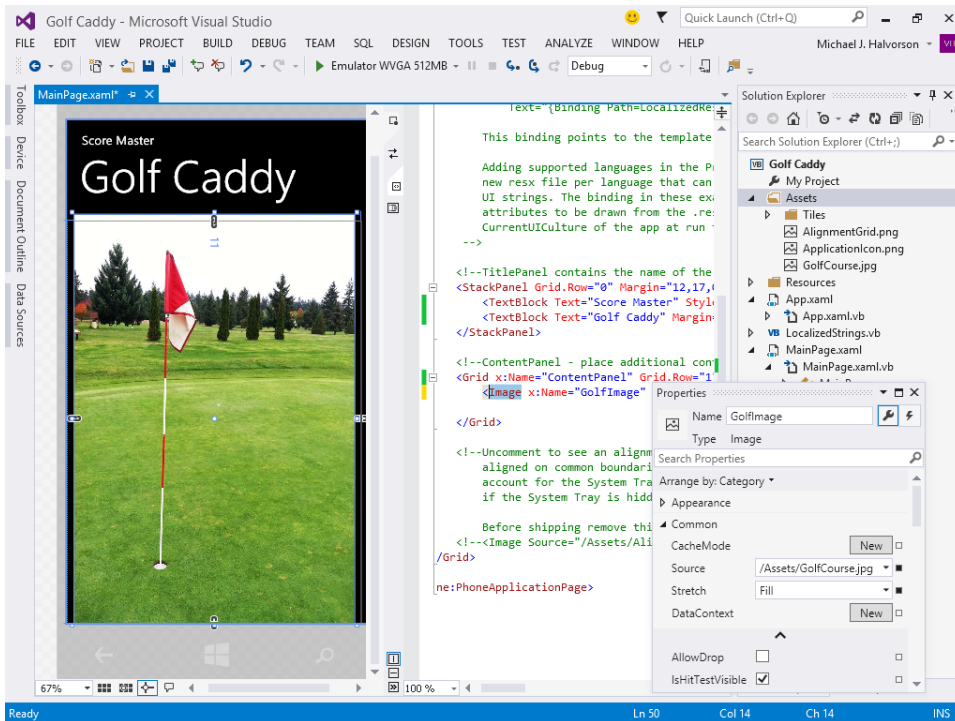 Golf Caddy - Microsoft Visual Studio
Quick Launch (Ctrl+Q)
FILE EDIT VIEW PROJECT BUILD DEBUG TEAM SQL DESIGN TOOLS TEST ANALYZE WINDOW HELP
Michael J. Halvorson
Emulator WVGA 512MB
Debug
Toolbox
Device
Document Outline
Data Sources
MainPage.xaml*
Score Master
Golf Caddy
11
67%
Text="{Binding Path=LocalizedRe
This binding points to the template
Adding supported languages in the P
new resx file per language that can
UI strings. The binding in these exa
attributes to be drawn from the .res
CurrentUICulture of the app at run
-->
<!--TitlePanel contains the name of the
<StackPanel Grid.Row="0" Margin="12,17,
<TextBlock Text="Score Master" Style
<TextBlock Text="Golf Caddy" Margin=
</StackPanel>
<!--ContentPanel - place additional con
<Grid x:Name="ContentPanel" Grid.Row="1
<Image x:Name="GolfImage"
</Grid>
<!--Uncomment to see an alignm
aligned on common boundari
account for the System Tra
if the System Tray is hidd
Before shipping remove thi
<!--<Image Source="/Assets/Ali
/Grid>
ne:PhoneApplicationPage>
100 %
Solution Explorer
Search Solution Explorer (Ctrl+;)
VB Golf Caddy
My Project
Assets
Tiles
AlignmentGrid.png
ApplicationIcon.png
GolfCourse.jpg
Resources
App.xaml
App.xaml.vb
VB LocalizedStrings.vb
MainPage.xaml
MainPage.xaml.vb
Properties
Name GolfImage
Type Image
Search Properties
Arrange by: Category
Appearance
Common
CacheMode New
Source /Assets/GolfCourse.jpg
Stretch Fill
DataContext New
AllowDrop
IsHitTestVisible
Ready
Ln 50 Col 14 Ch 14 INS